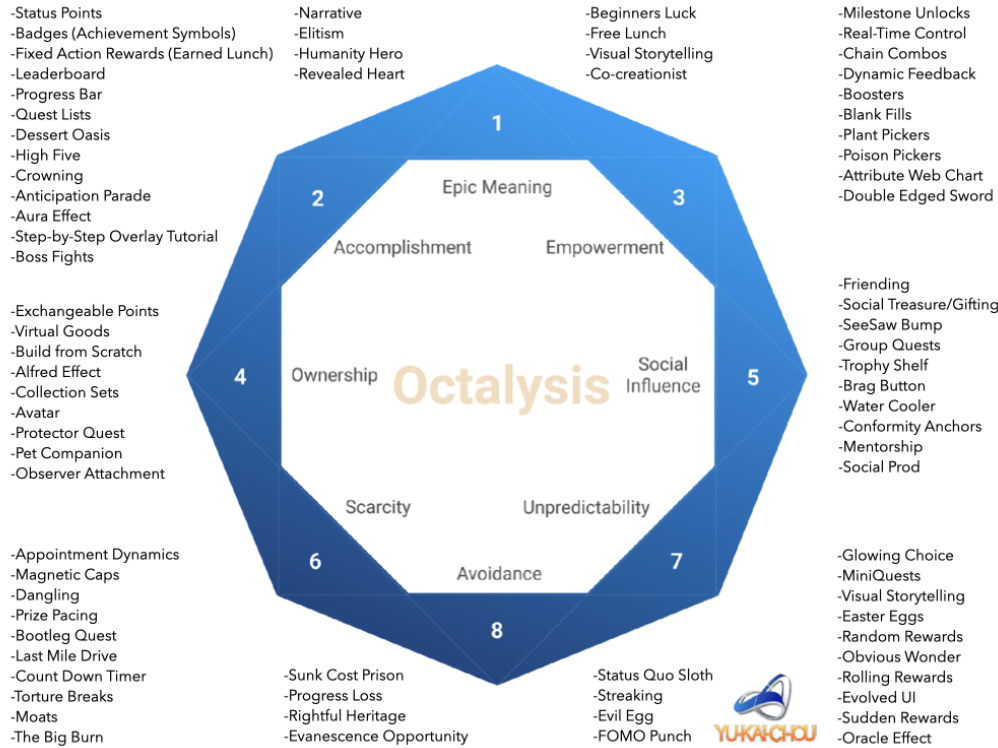 -Status Points
-Badges (Achievement Symbols)
-Fixed Action Rewards (Earned Lunch)
-Leaderboard
-Progress Bar
-Quest Lists
-Dessert Oasis
-High Five
-Crowning
-Anticipation Parade
-Aura Effect
-Step-by-Step Overlay Tutorial
-Boss Fights
-Narrative
-Elitism
-Humanity Hero
-Revealed Heart
-Beginners Luck
-Free Lunch
-Visual Storytelling
-Co-creationist
-Milestone Unlocks
-Real-Time Control
-Chain Combos
-Dynamic Feedback
-Boosters
-Blank Fills
-Plant Pickers
-Poison Pickers
-Attribute Web Chart
-Double Edged Sword
1
Epic Meaning
2
Accomplishment
3
Empowerment
4
Ownership
Octalysis
Social
Influence
5
Scarcity
6
Unpredictability
7
Avoidance
8
-Exchangeable Points
-Virtual Goods
-Build from Scratch
-Alfred Effect
-Collection Sets
-Avatar
-Protector Quest
-Pet Companion
-Observer Attachment
-Friending
-Social Treasure/Gifting
-SeeSaw Bump
-Group Quests
-Trophy Shelf
-Brag Button
-Water Cooler
-Conformity Anchors
-Mentorship
-Social Prod
-Appointment Dynamics
-Magnetic Caps
-Dangling
-Prize Pacing
-Bootleg Quest
-Last Mile Drive
-Count Down Timer
-Torture Breaks
-Moats
-The Big Burn
-Sunk Cost Prison
-Progress Loss
-Rightful Heritage
-Evanescence Opportunity
-Status Quo Sloth
-Streaking
-Evil Egg
-FOMO Punch
YU-KAI CHOU
-Glowing Choice
-MiniQuests
-Visual Storytelling
-Easter Eggs
-Random Rewards
-Obvious Wonder
-Rolling Rewards
-Evolved UI
-Sudden Rewards
-Oracle Effect